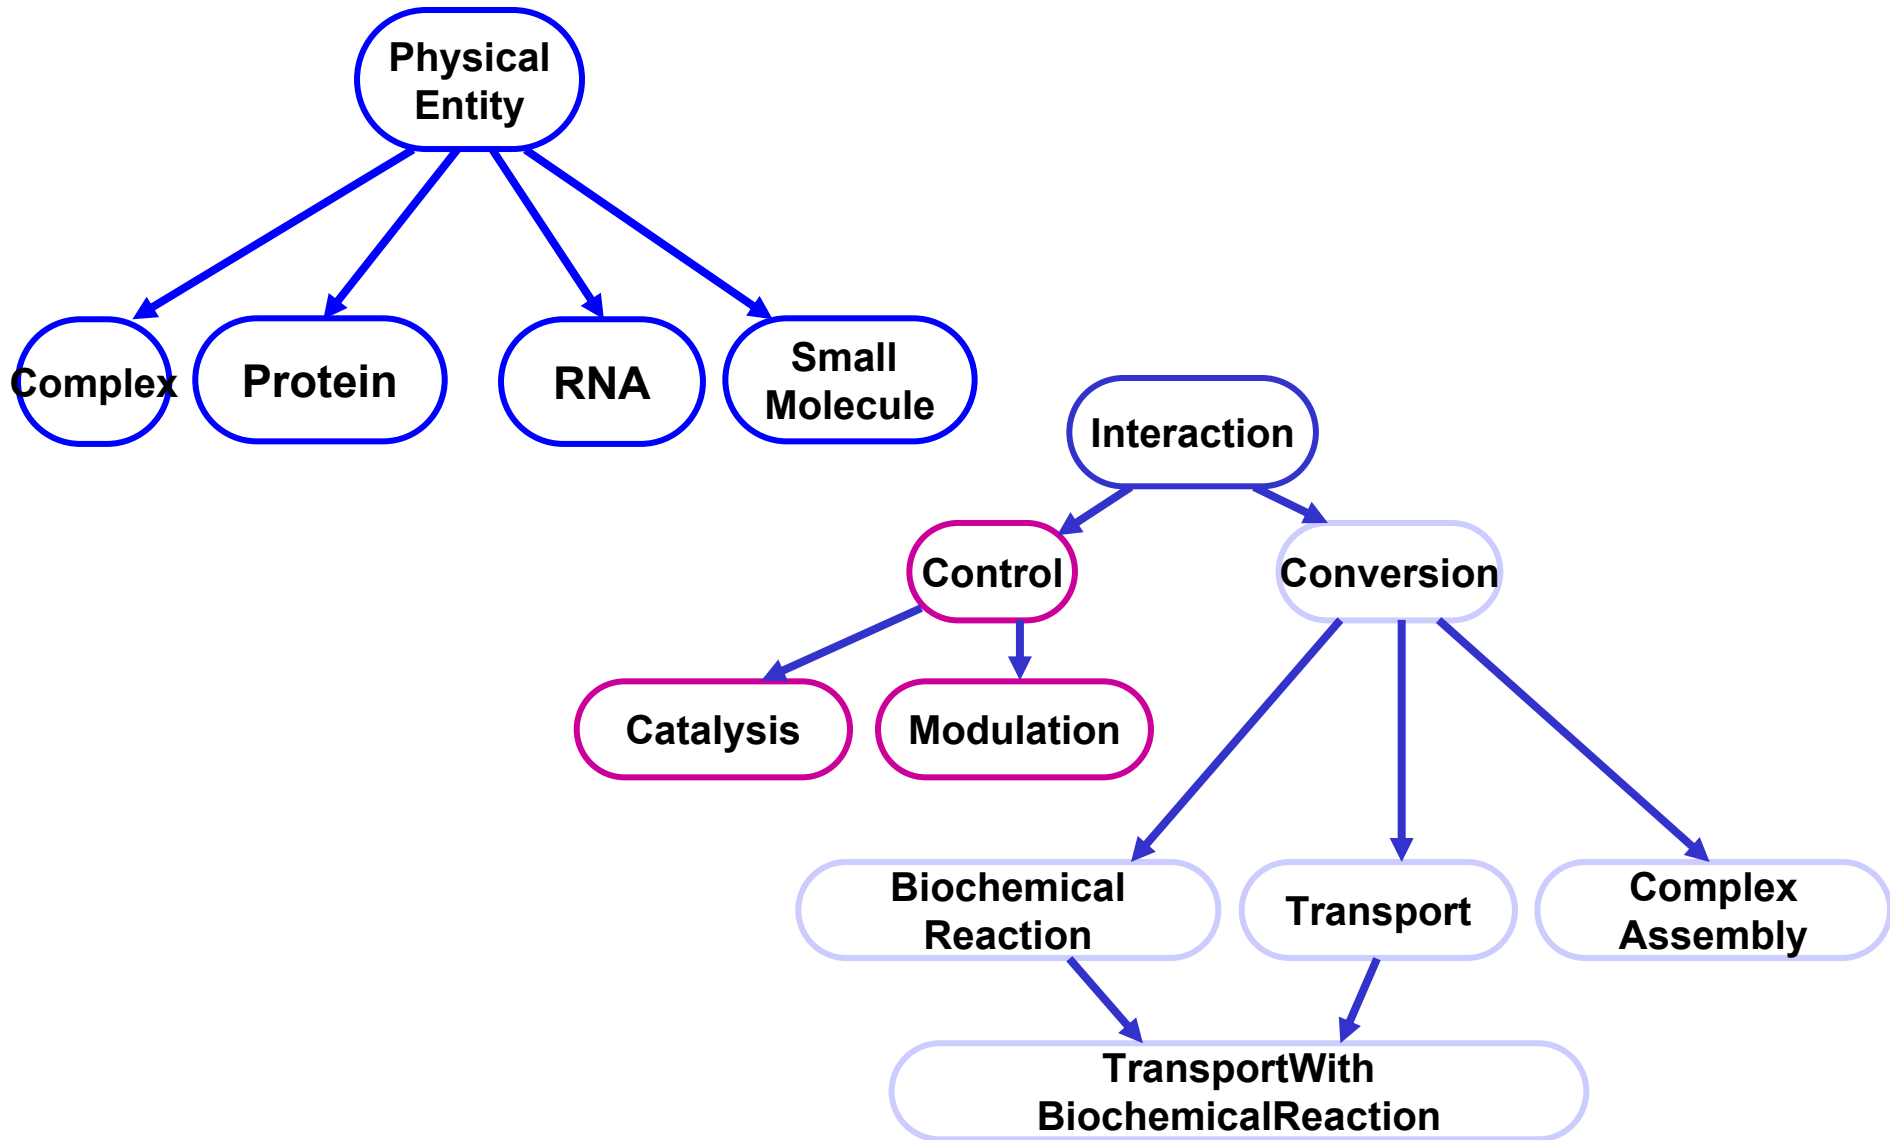 Physical
Entity
Complex
Protein
RNA
Small
Molecule
Interaction
Control
Conversion
Catalysis
Modulation
Biochemical
Reaction
Transport
Complex
Assembly
TransportWith
BiochemicalReaction